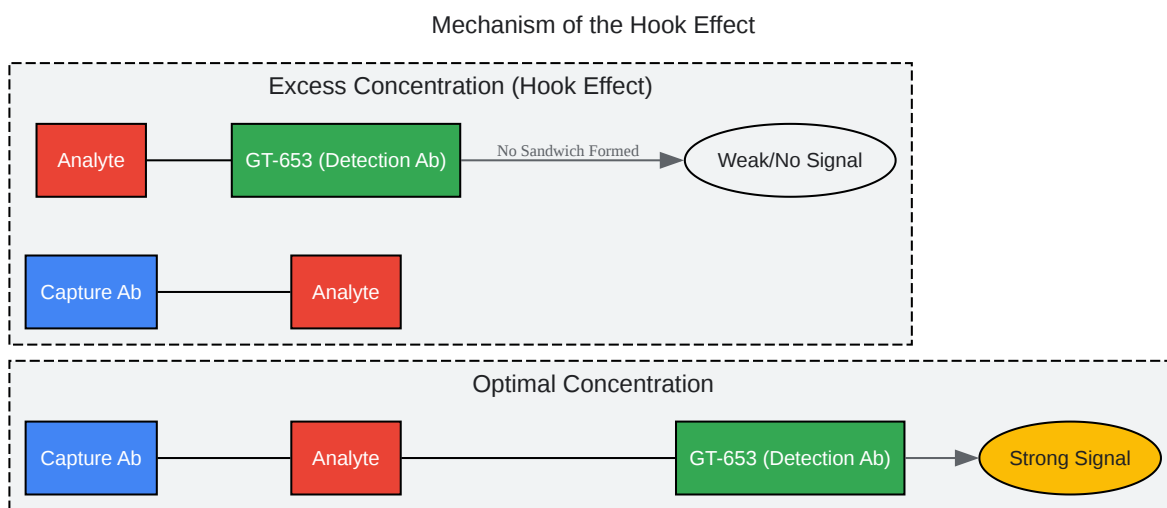 Mechanism of the Hook Effect
Excess Concentration (Hook Effect)
Analyte
GT-653 (Detection Ab)
No Sandwich Formed
Weak/No Signal
Capture Ab
Analyte
Optimal Concentration
Capture Ab
Analyte
GT-653 (Detection Ab)
Strong Signal